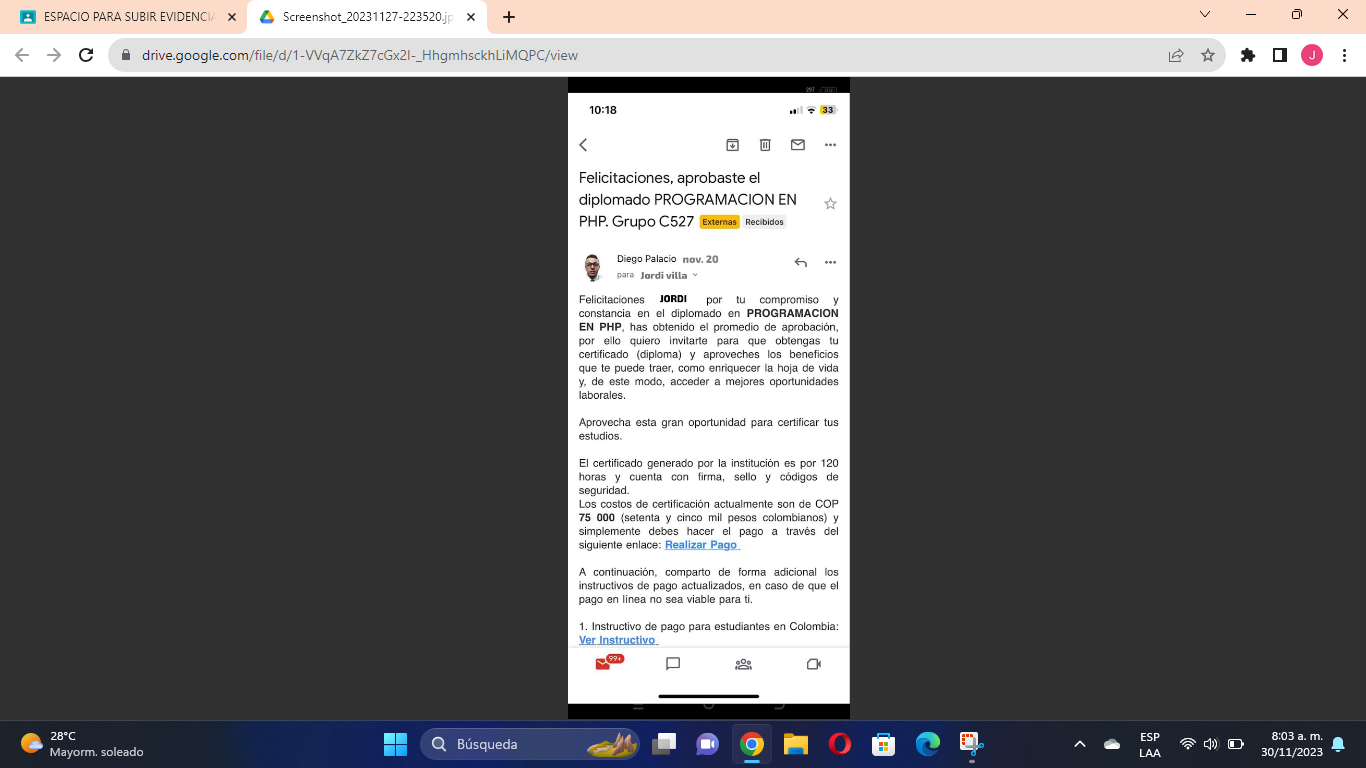 ESPACIO PARA SUBIR EVIDENCIA
Screenshot_20231127-223520.jp
drive.google.com/file/d/1-VVqA7ZkZ7cGx2I-_HhgmhsckhLiMQPC/view
J
10:18
33
Felicitaciones, aprobaste el
diplomado PROGRAMACION EN
PHP. Grupo C527 Externas Recibidos
Diego Palacio nov. 20
para Jordi villa
Felicitaciones JORDI por tu compromiso y
constancia en el diplomado en PROGRAMACION
EN PHP, has obtenido el promedio de aprobación,
por ello quiero invitarte para que obtengas tu
certificado (diploma) y aproveches los beneficios
que te puede traer, como enriquecer la hoja de vida
y, de este modo, acceder a mejores oportunidades
laborales.
Aprovecha esta gran oportunidad para certificar tus
estudios.
El certificado generado por la institución es por 120
horas y cuenta con firma, sello y códigos de
seguridad.
Los costos de certificación actualmente son de COP
75 000 (setenta y cinco mil pesos colombianos) y
simplemente debes hacer el pago a través del
siguiente enlace: Realizar Pago
A continuación, comparto de forma adicional los
instructivos de pago actualizados, en caso de que el
pago en línea no sea viable para ti.
1. Instructivo de pago para estudiantes en Colombia:
Ver Instructivo
99+
28°C
Mayorm. soleado
Búsqueda
ESP
LAA
8:03 a. m.
30/11/2023